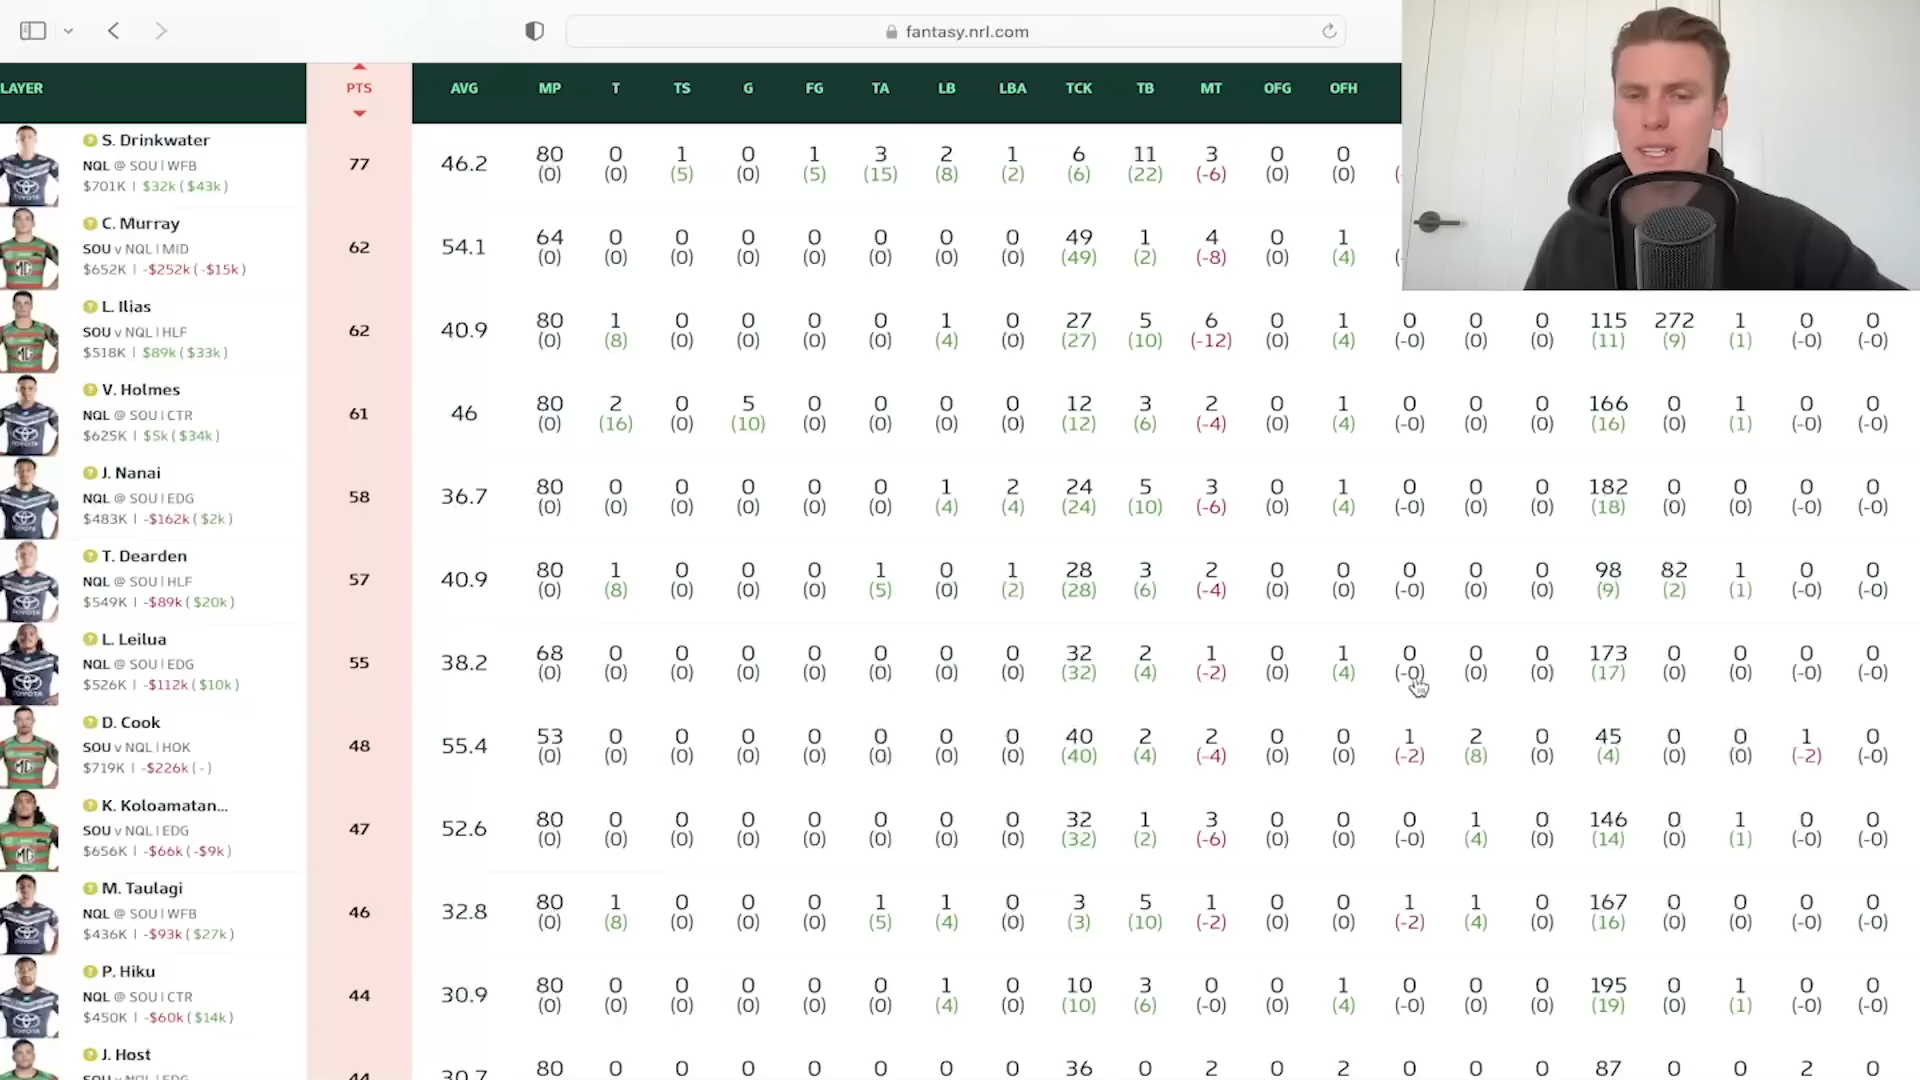 fantasy.nrl.com
LAYER PTS AVG MP T TS G FG TA LB LBA TCK TB MT OFG OFH
S. Drinkwater
NQL @ SOU | WFB
$701K | $32k ( $43k )
77 46.2 80 0 1 0 1 3 2 1 6 11 3 0 0
(0) (0) (5) (0) (5) (15) (8) (2) (6) (22) (-6) (0) (0) (-
C. Murray
SOU v NQL | MID
$652K | -$252k ( -$15k )
62 54.1 64 0 0 0 0 0 0 0 49 1 4 0 1
(0) (0) (0) (0) (0) (0) (0) (0) (49) (2) (-8) (0) (4) (-
L. Ilias
SOU v NQL | HLF
$518K | $89k ( $33k )
62 40.9 80 1 0 0 0 0 1 0 27 5 6 0 1 0 0 0 115 272 1 0 0
(0) (8) (0) (0) (0) (0) (4) (0) (27) (10) (-12) (0) (4) (-0) (0) (0) (11) (9) (1) (-0) (-0)
V. Holmes
NQL @ SOU | CTR
$625K | $5k ( $34k )
61 46 80 2 0 5 0 0 0 0 12 3 2 0 1 0 0 0 166 0 1 0 0
(0) (16) (0) (10) (0) (0) (0) (0) (12) (6) (-4) (0) (4) (-0) (0) (0) (16) (0) (1) (-0) (-0)
J. Nanai
NQL @ SOU | EDG
$483K | -$162k ( $2k )
58 36.7 80 0 0 0 0 0 1 2 24 5 3 0 1 0 0 0 182 0 0 0 0
(0) (0) (0) (0) (0) (0) (4) (4) (24) (10) (-6) (0) (4) (-0) (0) (0) (18) (0) (0) (-0) (-0)
T. Dearden
NQL @ SOU | HLF
$549K | -$89k ( $20k )
57 40.9 80 1 0 0 0 1 0 1 28 3 2 0 0 0 0 0 98 82 1 0 0
(0) (8) (0) (0) (0) (5) (0) (2) (28) (6) (-4) (0) (0) (-0) (0) (0) (9) (2) (1) (-0) (-0)
L. Leilua
NQL @ SOU | EDG
$526K | -$112k ( $10k )
55 38.2 68 0 0 0 0 0 0 0 32 2 1 0 1 0 0 0 173 0 0 0 0
(0) (0) (0) (0) (0) (0) (0) (0) (32) (4) (-2) (0) (4) (-0) (0) (0) (17) (0) (0) (-0) (-0)
D. Cook
SOU v NQL | HOK
$719K | -$226k ( - )
48 55.4 53 0 0 0 0 0 0 0 40 2 2 0 0 1 2 0 45 0 0 1 0
(0) (0) (0) (0) (0) (0) (0) (0) (40) (4) (-4) (0) (0) (-2) (8) (0) (4) (0) (0) (-2) (-0)
K. Koloamatan...
SOU v NQL | EDG
$656K | -$66k ( -$9k )
47 52.6 80 0 0 0 0 0 0 0 32 1 3 0 0 0 1 0 146 0 1 0 0
(0) (0) (0) (0) (0) (0) (0) (0) (32) (2) (-6) (0) (0) (-0) (4) (0) (14) (0) (1) (-0) (-0)
M. Taulagi
NQL @ SOU | WFB
$436K | -$93k ( $27k )
46 32.8 80 1 0 0 0 1 1 0 3 5 1 0 0 1 1 0 167 0 0 0 0
(0) (8) (0) (0) (0) (5) (4) (0) (3) (10) (-2) (0) (0) (-2) (4) (0) (16) (0) (0) (-0) (-0)
P. Hiku
NQL @ SOU | CTR
$450K | -$60k ( $14k )
44 30.9 80 0 0 0 0 0 1 0 10 3 0 0 1 0 0 0 195 0 1 0 0
(0) (0) (0) (0) (0) (0) (4) (0) (10) (6) (-0) (0) (4) (-0) (0) (0) (19) (0) (1) (-0) (-0)
J. Host
SOU v NQL | EDG
44 30.7 80 0 0 0 0 0 0 0 36 0 2 0 2 0 0 0 87 0 0 2 0